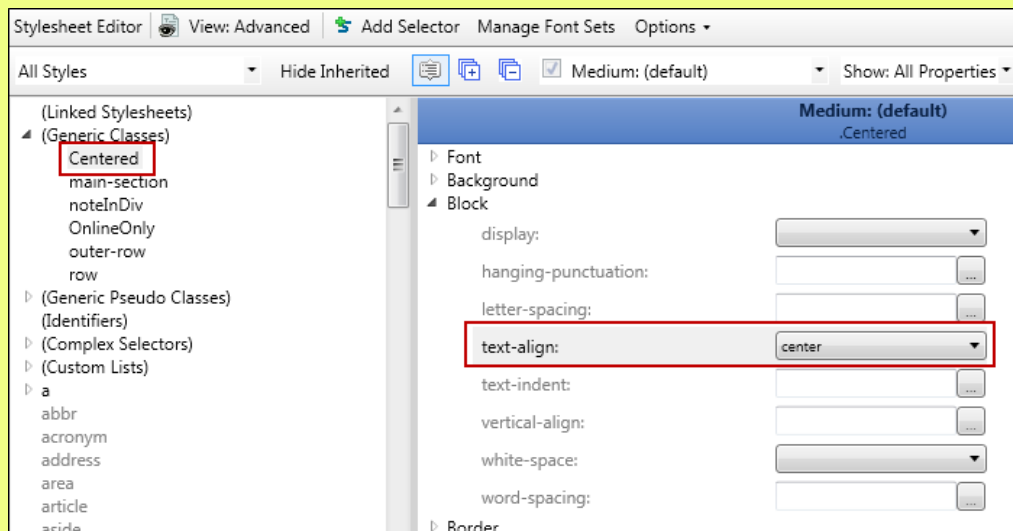 Stylesheet Editor View: Advanced Add Selector Manage Font Sets Options
All Styles Hide Inherited Medium: (default) Show: All Properties
(Linked Stylesheets)
(Generic Classes)
Centered
main-section
noteInDiv
OnlineOnly
outer-row
row
(Generic Pseudo Classes)
(Identifiers)
(Complex Selectors)
(Custom Lists)
a
abbr
acronym
address
area
article
aside
Medium: (default)
.Centered
Font
Background
Block
display:
hanging-punctuation: ...
letter-spacing: ...
text-align: center
text-indent: ...
vertical-align: ...
white-space:
word-spacing: ...
Border